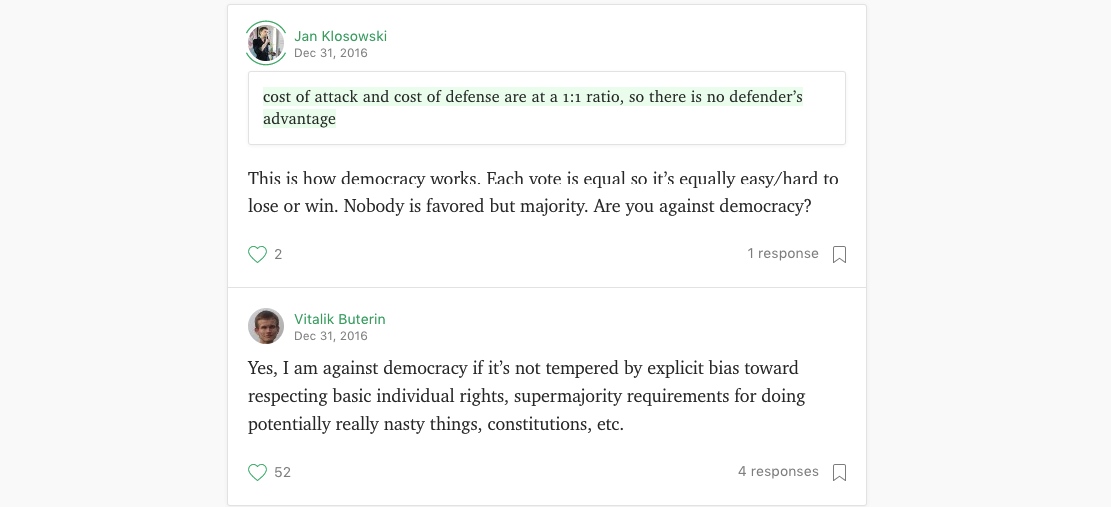 Jan Klosowski
Dec 31, 2016
cost of attack and cost of defense are at a 1:1 ratio, so there is no defender’s
advantage
This is how democracy works. Each vote is equal so it’s equally easy/hard to
lose or win. Nobody is favored but majority. Are you against democracy?
2
1 response
Vitalik Buterin
Dec 31, 2016
Yes, I am against democracy if it’s not tempered by explicit bias toward
respecting basic individual rights, supermajority requirements for doing
potentially really nasty things, constitutions, etc.
52
4 responses